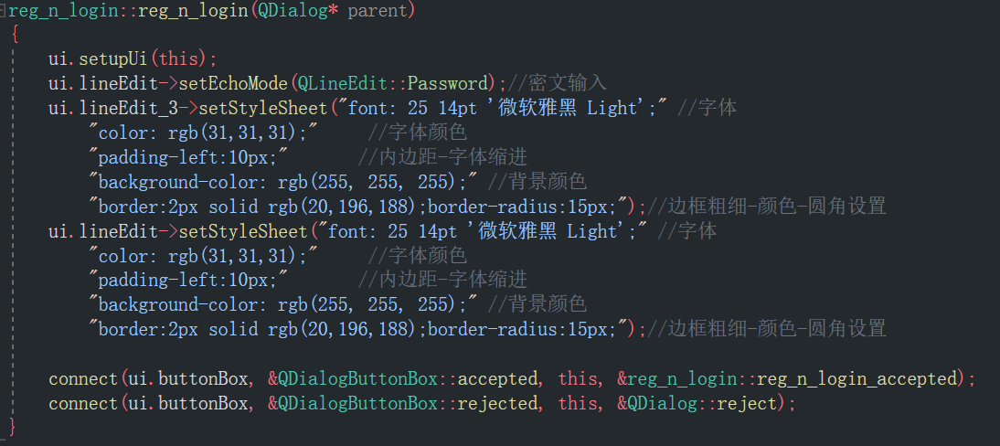 reg_n_login::reg_n_login(QDialog* parent)
{
ui.setupUi(this);
ui.lineEdit->setEchoMode(QLineEdit::Password);//密文输入
ui.lineEdit_3->setStyleSheet("font: 25 14pt '微软雅黑 Light';" //字体
"color: rgb(31,31,31);" //字体颜色
"padding-left:10px;" //内边距-字体缩进
"background-color: rgb(255, 255, 255);" //背景颜色
"border:2px solid rgb(20,196,188);border-radius:15px;");//边框粗细-颜色-圆角设置
ui.lineEdit->setStyleSheet("font: 25 14pt '微软雅黑 Light';" //字体
"color: rgb(31,31,31);" //字体颜色
"padding-left:10px;" //内边距-字体缩进
"background-color: rgb(255, 255, 255);" //背景颜色
"border:2px solid rgb(20,196,188);border-radius:15px;");//边框粗细-颜色-圆角设置
connect(ui.buttonBox, &QDialogButtonBox::accepted, this, &reg_n_login::reg_n_login_accepted);
connect(ui.buttonBox, &QDialogButtonBox::rejected, this, &QDialog::reject);
}